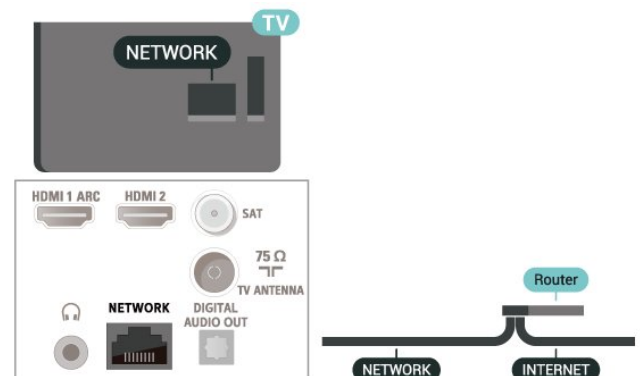 TV
NETWORK
HDMI 1 ARC
HDMI 2
SAT
75 Ω
TV ANTENNA
NETWORK
DIGITAL
AUDIO OUT
Router
NETWORK
INTERNET